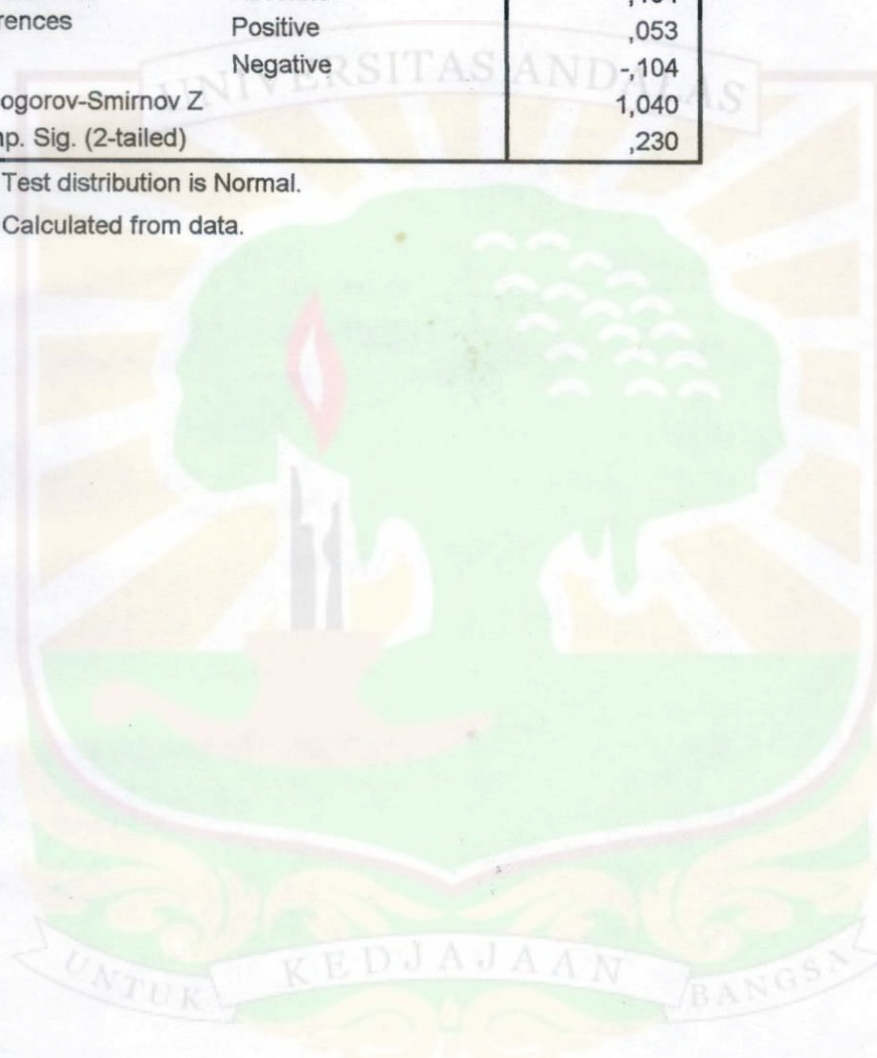 rences Positive ,053
Negative -,104
ogorov-Smirnov Z 1,040
np. Sig. (2-tailed) ,230
Test distribution is Normal.
Calculated from data.
UNIVERSITAS ANDALAS
UNTUK KEDJAJAAN BANGSA